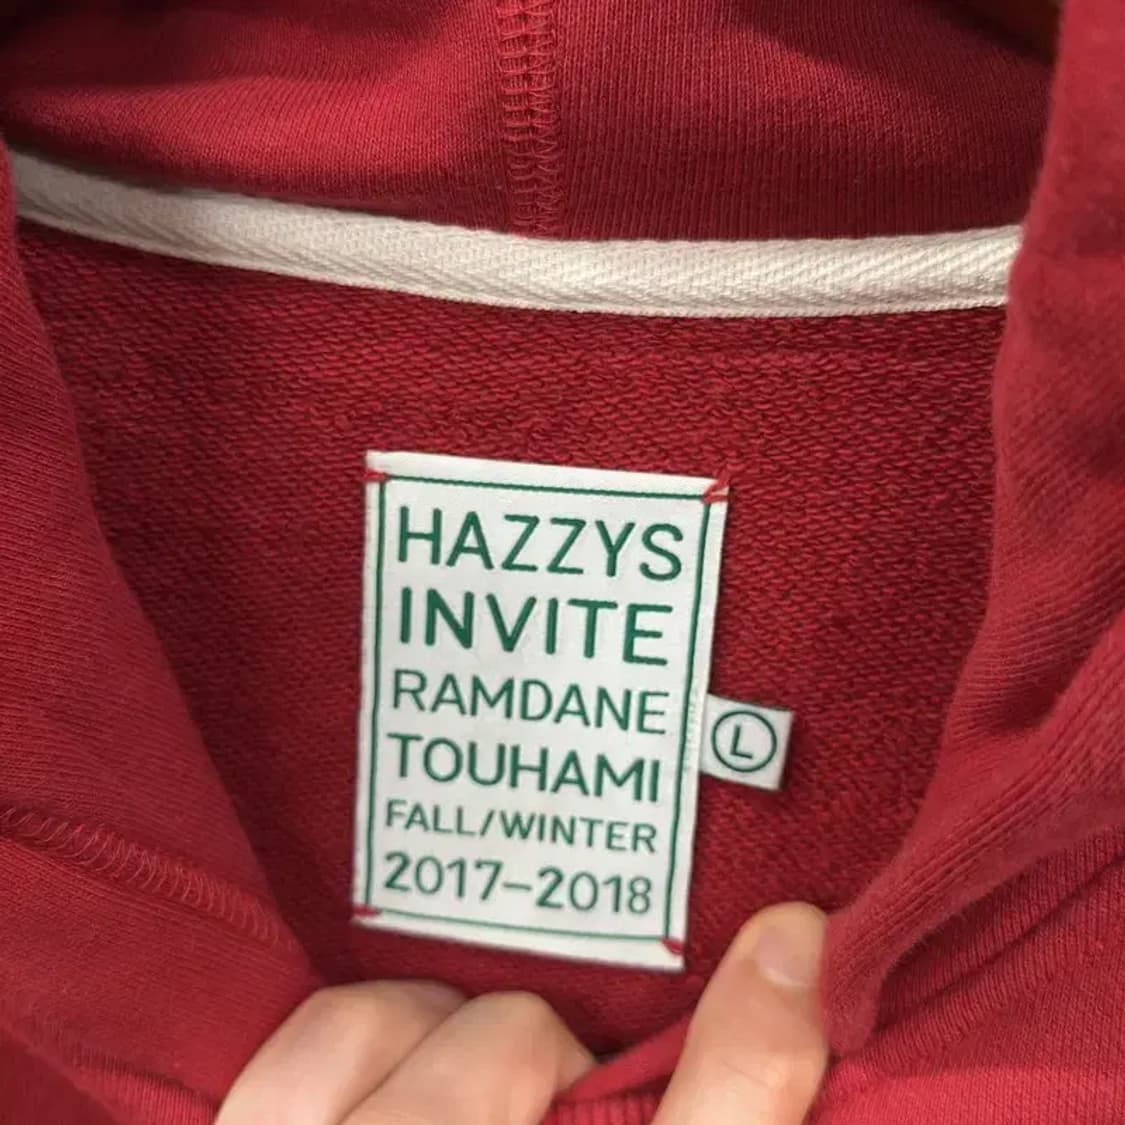 HAZZYS
INVITE
RAMDANE
TOUHAMI
FALL/WINTER
2017–2018
L